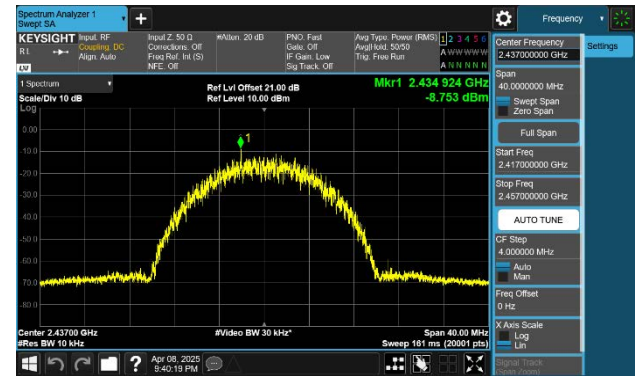 Spectrum Analyzer 1
Swept SA
Frequency
KEYSIGHT
RL
LW
Input: RF
Coupling: DC
Align: Auto
Input Z: 50 Ω
Corrections: Off
Freq Ref: Int (S)
NFE: Off
#Atten: 20 dB
PNO: Fast
Gate: Off
IF Gain: Low
Sig Track: Off
Avg Type: Power (RMS)
Avg|Hold: 50/50
Trig: Free Run
1 2 3 4 5 6
A W W W W W
A N N N N N
1 Spectrum
Scale/Div 10 dB
Log
Ref Lvl Offset 21.00 dB
Ref Level 10.00 dBm
Mkr1 2.434 924 GHz
-8.753 dBm
0.00
-10.0
-20.0
-30.0
-40.0
-50.0
-60.0
-70.0
-80.0
1
Center 2.43700 GHz
#Res BW 10 kHz
#Video BW 30 kHz*
Span 40.00 MHz
Sweep 161 ms (20001 pts)
Center Frequency
2.437000000 GHz
Settings
Span
40.0000000 MHz
Swept Span
Zero Span
Full Span
Start Freq
2.417000000 GHz
Stop Freq
2.457000000 GHz
AUTO TUNE
CF Step
4.000000 MHz
Auto
Man
Freq Offset
0 Hz
X Axis Scale
Log
Lin
Signal Track
(Span Zoom)
?
Apr 08, 2025
9:40:19 PM